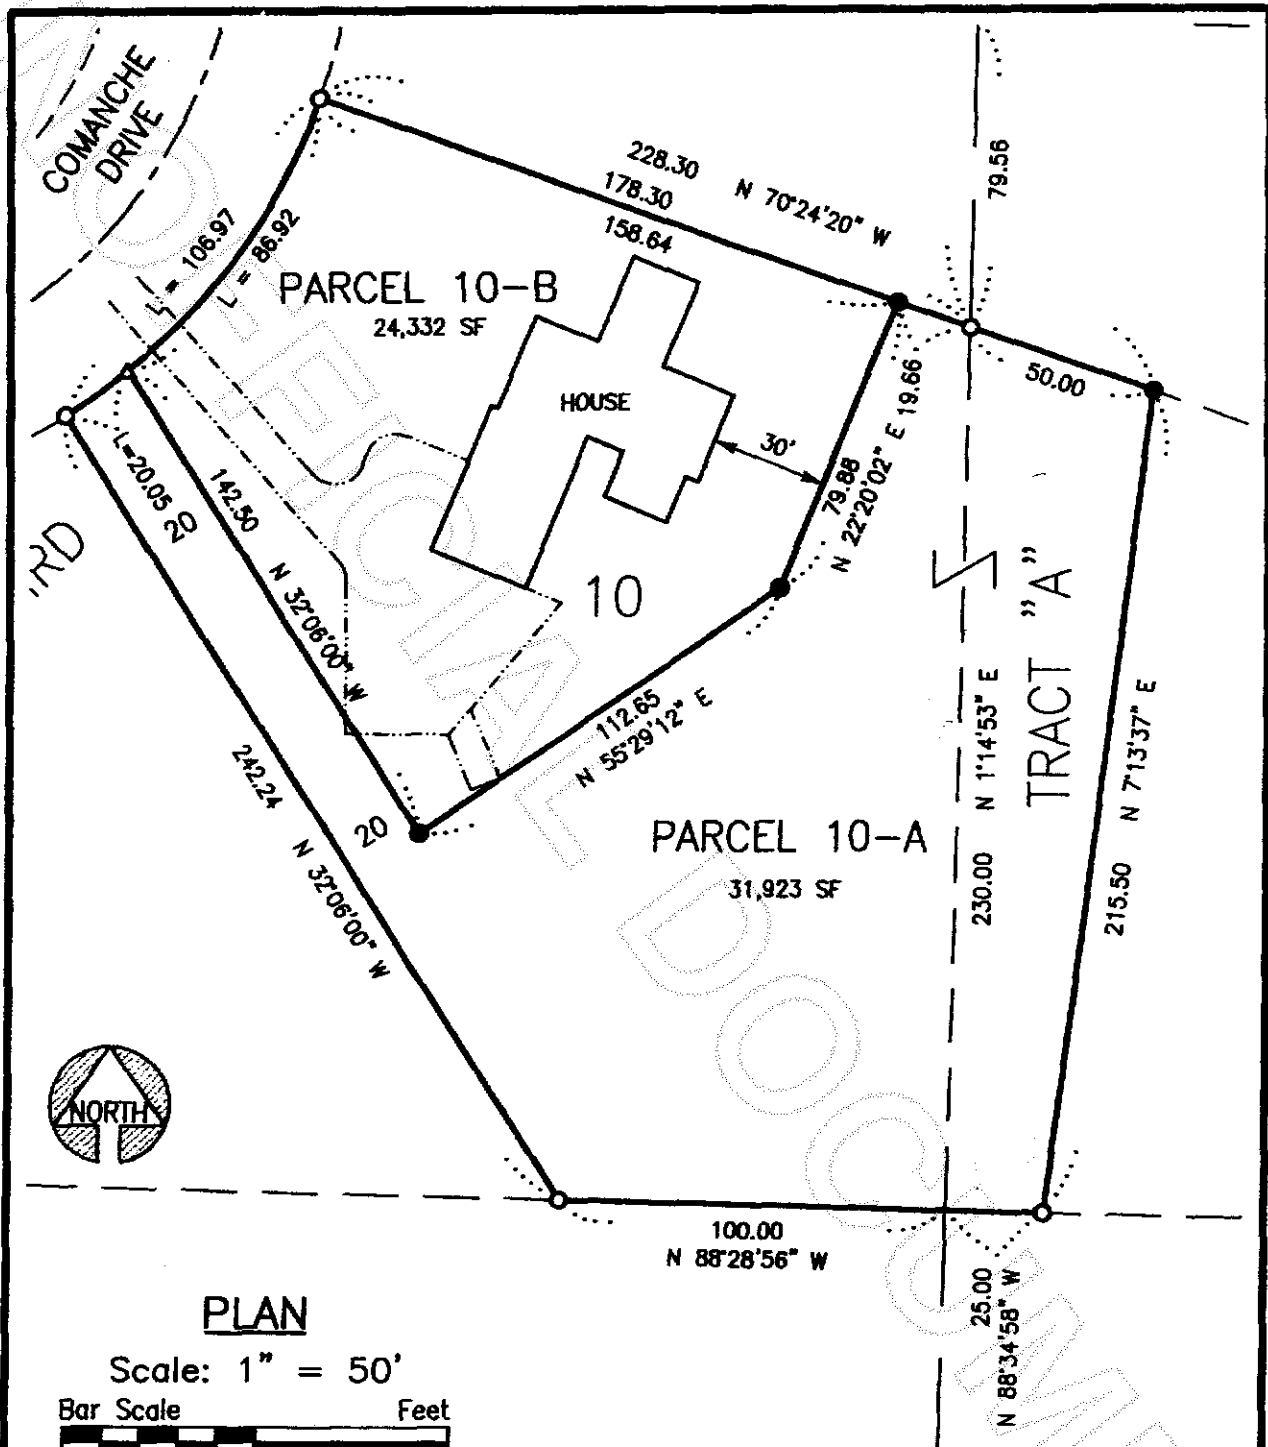 COMANCHE
DRIVE
79.56
228.30
178.30
N 70°24'20" W
158.64
L = 106.97
L = 86.92
PARCEL 10-B
24,332 SF
HOUSE
50.00
19.66
30'
79.88
N 22°20'02" E
L=20.05
20
142.50
N 32°06'00" W
RD
10
TRACT "A"
112.65
N 55°29'12" E
230.00 N 1°14'53" E
215.50 N 7°13'37" E
242.24
N 32°06'00" W
20
PARCEL 10-A
31,923 SF
NORTH
100.00
N 88°28'56" W
25.00
N 88°34'58" W
PLAN
Scale: 1" = 50'
Bar Scale Feet